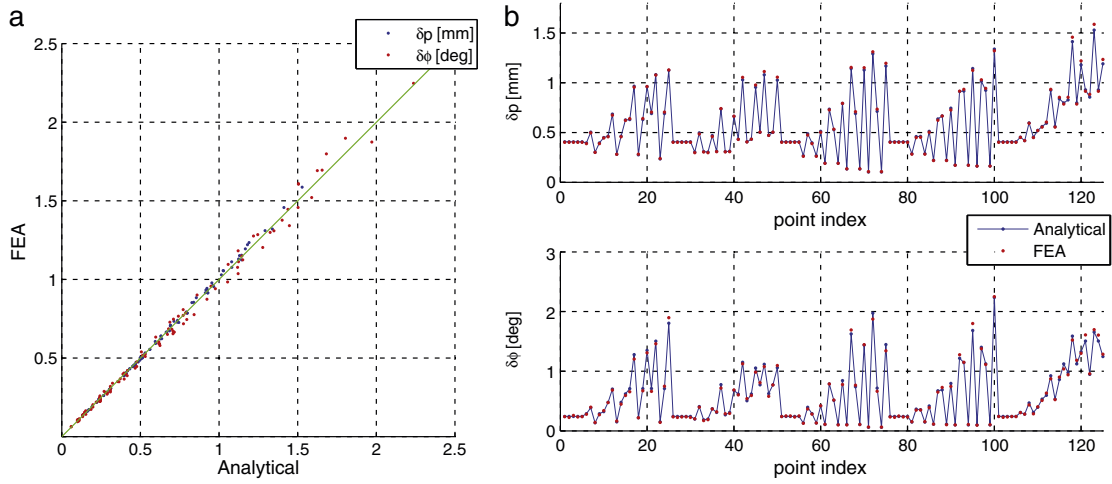 a
δp [mm]
δϕ [deg]
FEA
2.5
2
1.5
1
0.5
0 0.5 1 1.5 2 2.5
Analytical
b
δp [mm]
1.5
1
0.5
0
0 20 40 60 80 100 120
point index
Analytical
FEA
δϕ [deg]
3
2
1
0
0 20 40 60 80 100 120
point index